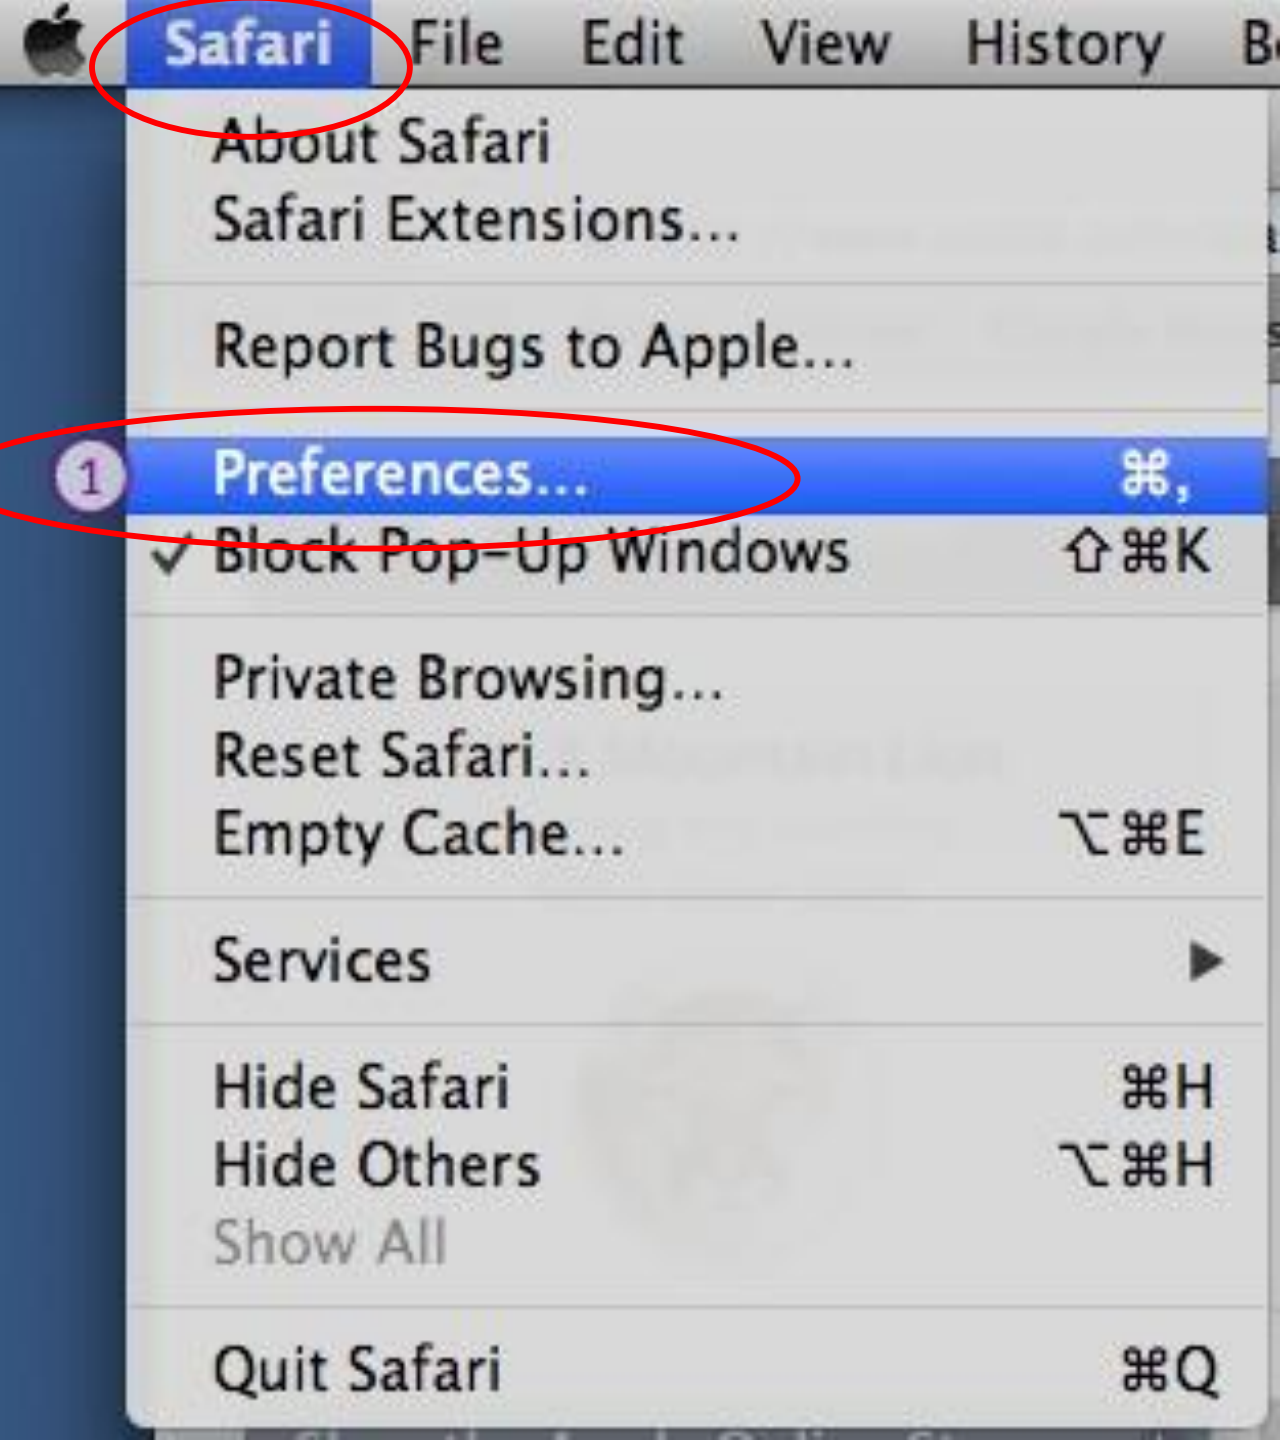 Safari File Edit View History
About Safari
Safari Extensions...
Report Bugs to Apple...
1 Preferences... ⌘,
✓ Block Pop-Up Windows ⇧⌘K
Private Browsing...
Reset Safari...
Empty Cache... ⌥⌘E
Services ▶
Hide Safari ⌘H
Hide Others ⌥⌘H
Show All
Quit Safari ⌘Q